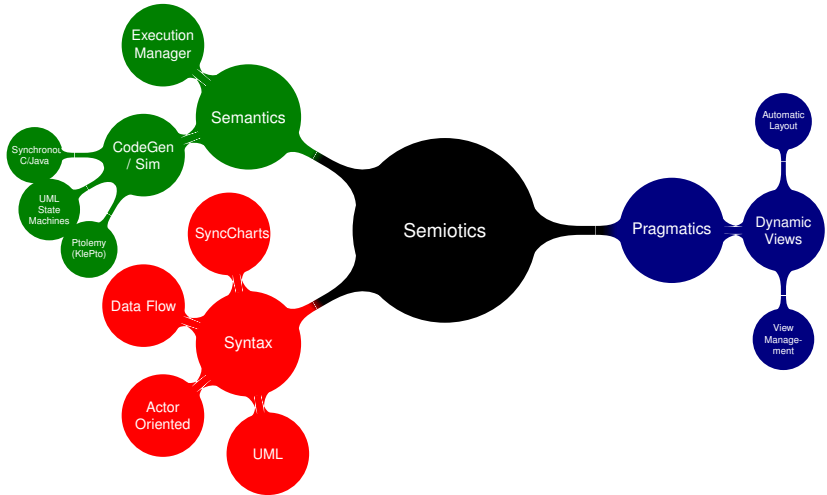 Execution
Manager
Semantics
CodeGen
/ Sim
C/Java
UML
State
Machines
Ptolemy
(KlePto)
SyncCharts
Data Flow
Syntax
Actor
Oriented
UML
Semiotics
Pragmatics
Automatic
Layout
Dynamic
Views
View
Manage-
ment